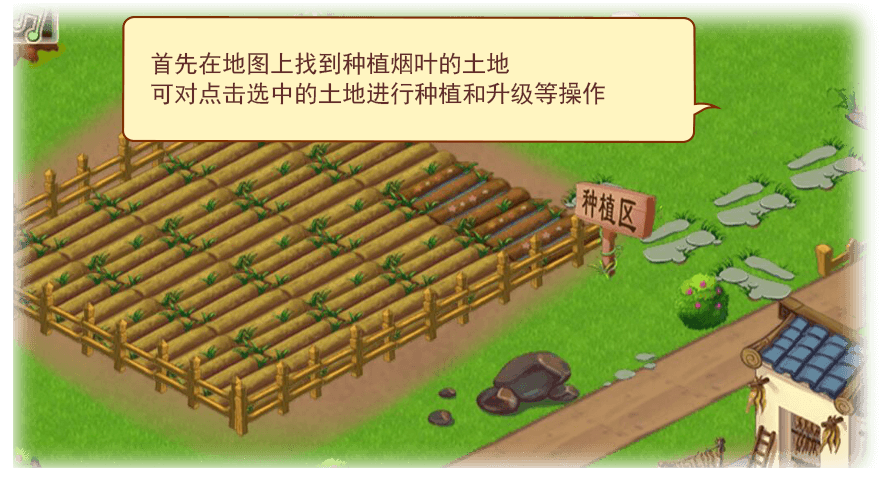 首先在地图上找到种植烟叶的土地
可对点击选中的土地进行种植和升级等操作
种植区